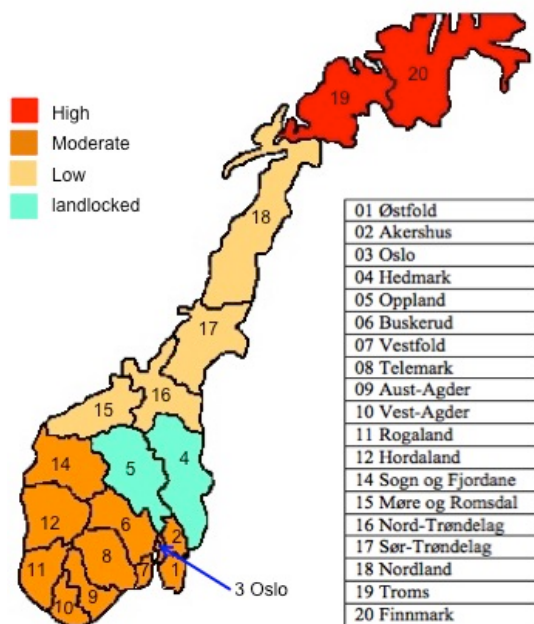 High
Moderate
Low
landlocked
20
19
18
17
16
15
14
5
4
12
6
2
8
11
7
1
9
10
3 Oslo
01 Østfold
02 Akershus
03 Oslo
04 Hedmark
05 Oppland
06 Buskerud
07 Vestfold
08 Telemark
09 Aust-Agder
10 Vest-Agder
11 Rogaland
12 Hordaland
14 Sogn og Fjordane
15 Møre og Romsdal
16 Nord-Trøndelag
17 Sør-Trøndelag
18 Nordland
19 Troms
20 Finnmark